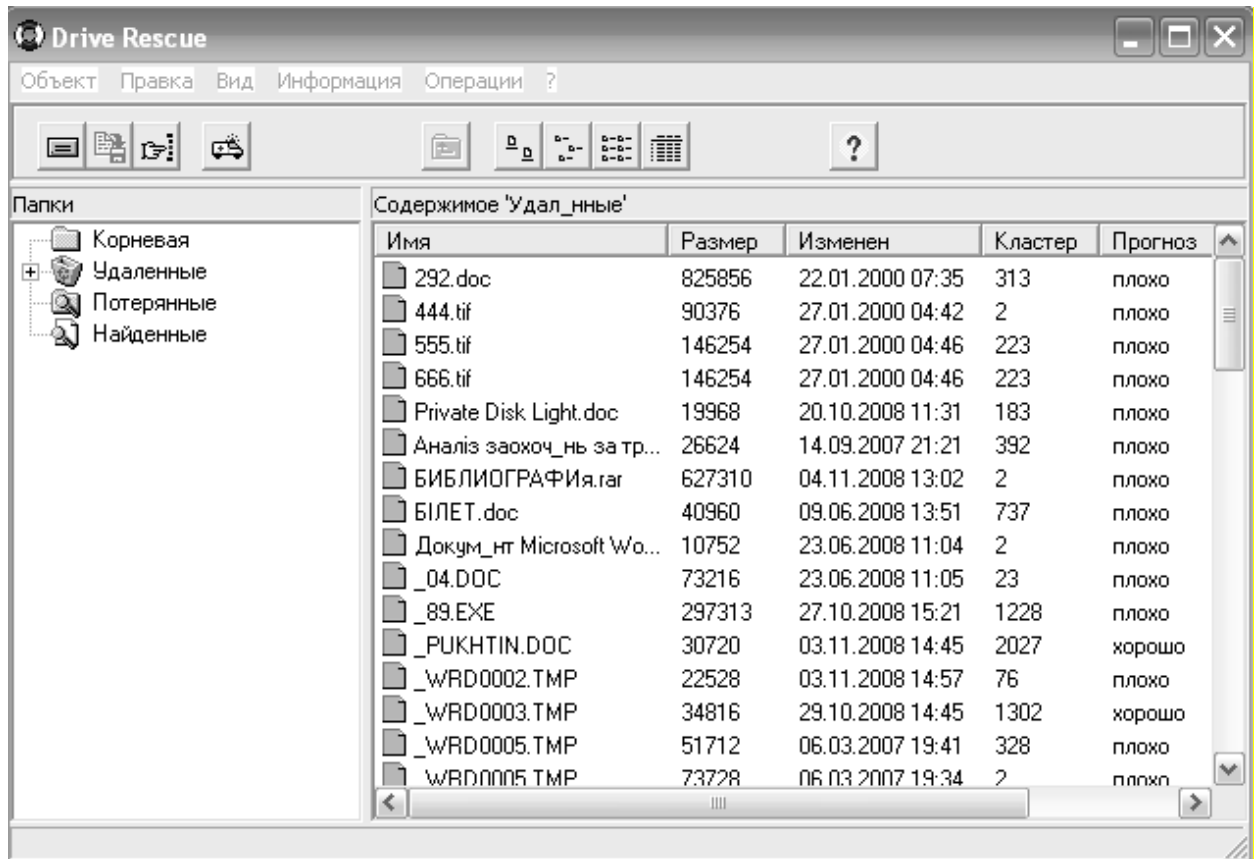 Drive Rescue
Объект Правка Вид Информация Операции ?
?
Папки
Содержимое 'Удал_нные'
Корневая
Удаленные
Потерянные
Найденные
Имя Размер Изменен Кластер Прогноз
292.doc 825856 22.01.2000 07:35 313 плохо
444.tif 90376 27.01.2000 04:42 2 плохо
555.tif 146254 27.01.2000 04:46 223 плохо
666.tif 146254 27.01.2000 04:46 223 плохо
Private Disk Light.doc 19968 20.10.2008 11:31 183 плохо
Аналіз заохоч_нь за тр... 26624 14.09.2007 21:21 392 плохо
БИБЛИОГРАФИя.rar 627310 04.11.2008 13:02 2 плохо
БІЛЕТ.doc 40960 09.06.2008 13:51 737 плохо
Докум_нт Microsoft Wo... 10752 23.06.2008 11:04 2 плохо
_04.DOC 73216 23.06.2008 11:05 23 плохо
_89.EXE 297313 27.10.2008 15:21 1228 плохо
_PUKHTIN.DOC 30720 03.11.2008 14:45 2027 хорошо
_WRD0002.TMP 22528 03.11.2008 14:57 76 плохо
_WRD0003.TMP 34816 29.10.2008 14:45 1302 хорошо
_WRD0005.TMP 51712 06.03.2007 19:41 328 плохо
_WRD0005.TMP 73728 06.03.2007 19:34 2 плохо